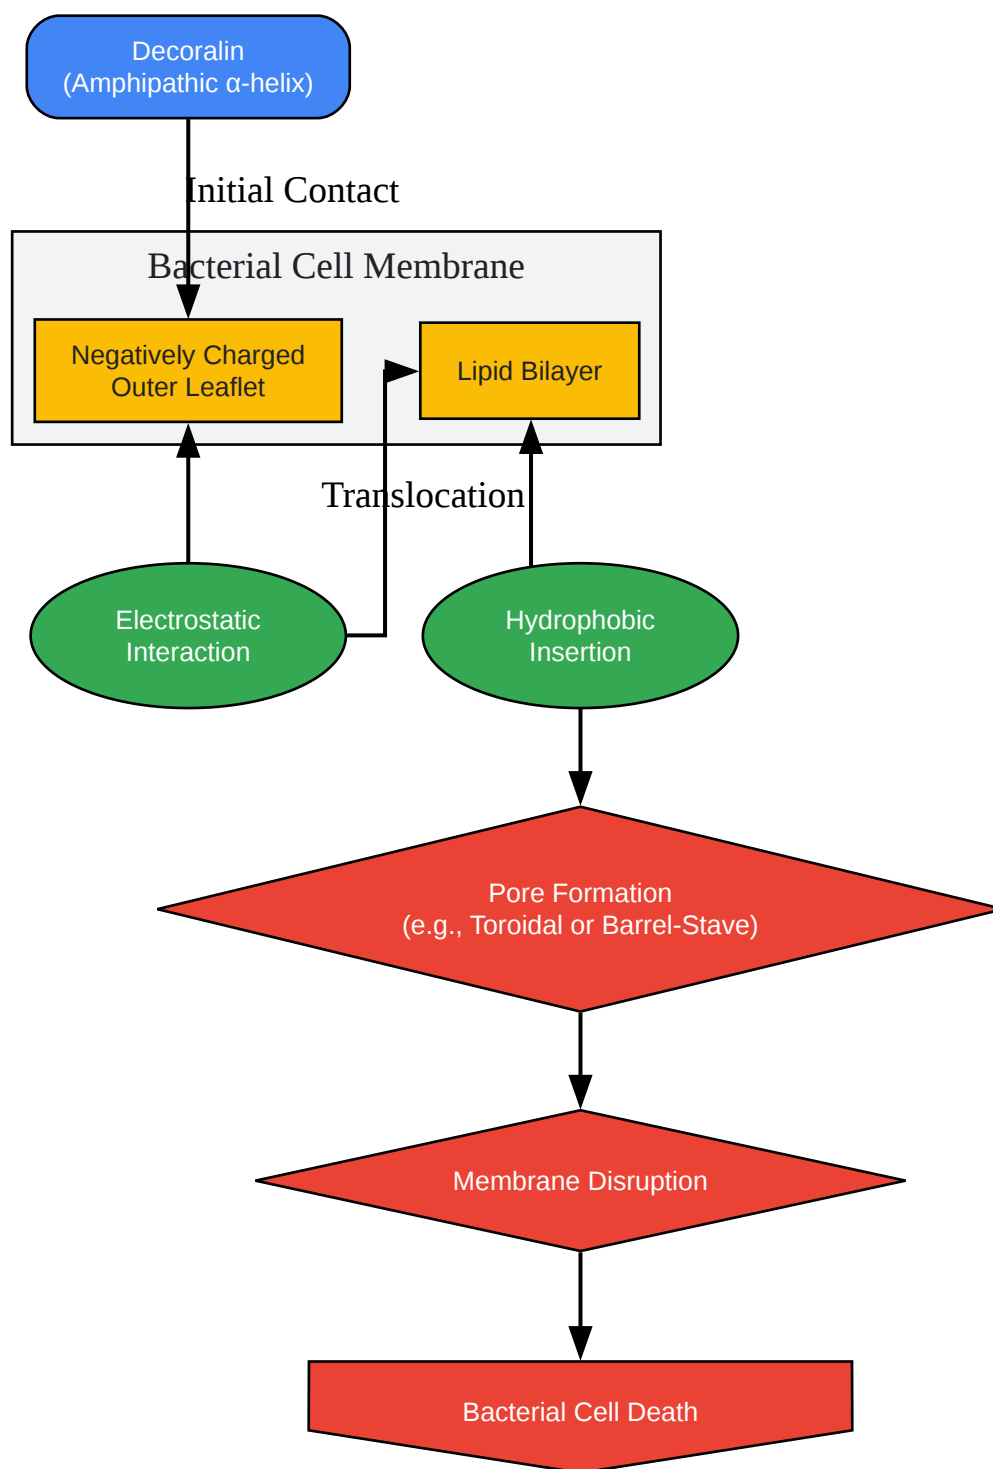 Decoralin
(Amphipathic α-helix)
Initial Contact
Bacterial Cell Membrane
Negatively Charged
Outer Leaflet
Lipid Bilayer
Translocation
Electrostatic
Interaction
Hydrophobic
Insertion
Pore Formation
(e.g., Toroidal or Barrel-Stave)
Membrane Disruption
Bacterial Cell Death